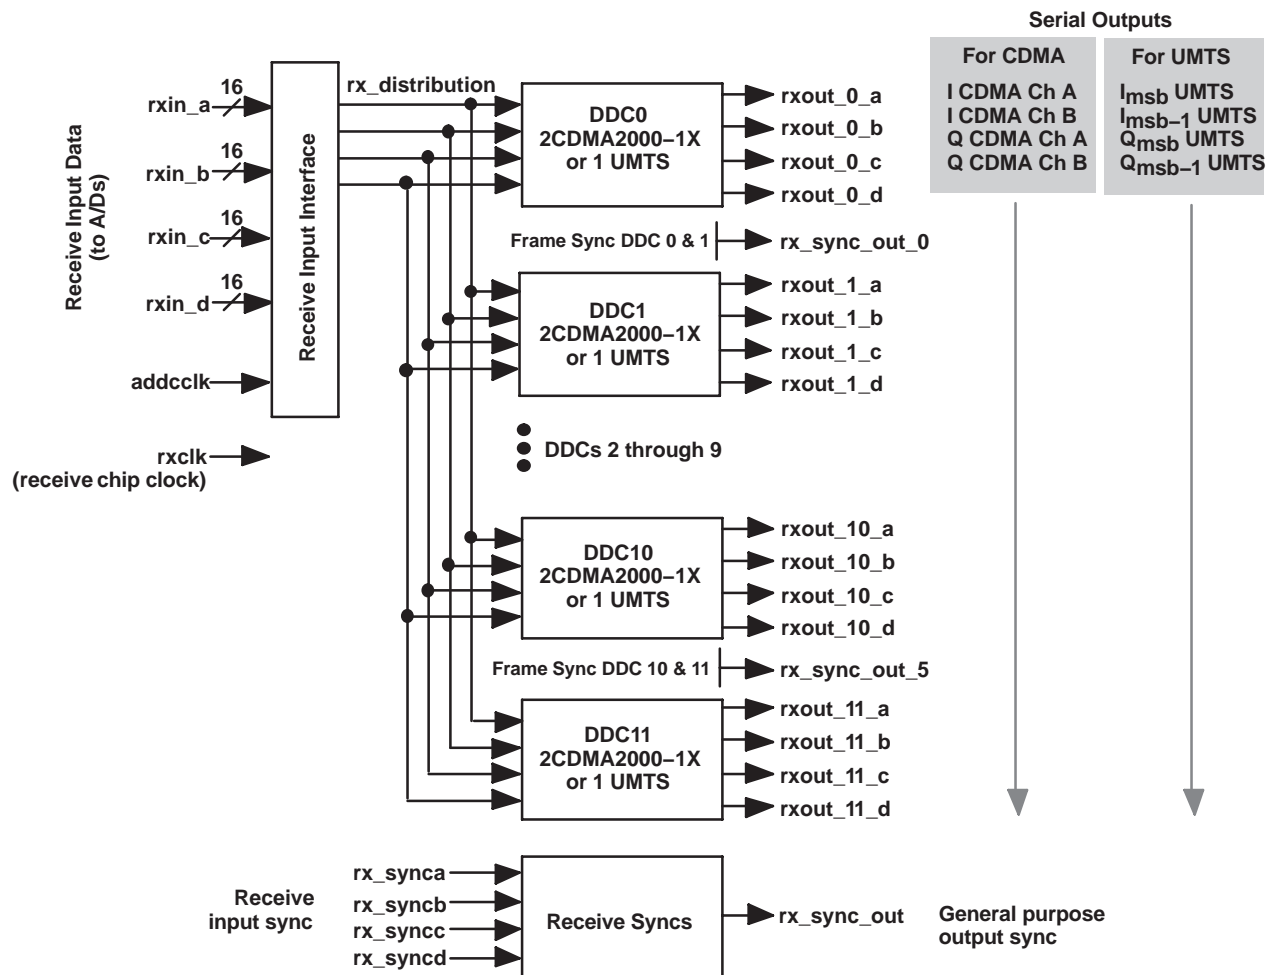 Serial Outputs
For CDMA
I CDMA Ch A
I CDMA Ch B
Q CDMA Ch A
Q CDMA Ch B
For UMTS
Imsb UMTS
Imsb–1 UMTS
Qmsb UMTS
Qmsb–1 UMTS
Receive Input Data
(to A/Ds)
16
rxin_a
16
rxin_b
16
rxin_c
16
rxin_d
addcclk
rxclk
(receive chip clock)
Receive Input Interface
rx_distribution
DDC0
2CDMA2000–1X
or 1 UMTS
rxout_0_a
rxout_0_b
rxout_0_c
rxout_0_d
Frame Sync DDC 0 & 1
rx_sync_out_0
DDC1
2CDMA2000–1X
or 1 UMTS
rxout_1_a
rxout_1_b
rxout_1_c
rxout_1_d
DDCs 2 through 9
DDC10
2CDMA2000–1X
or 1 UMTS
rxout_10_a
rxout_10_b
rxout_10_c
rxout_10_d
Frame Sync DDC 10 & 11
rx_sync_out_5
DDC11
2CDMA2000–1X
or 1 UMTS
rxout_11_a
rxout_11_b
rxout_11_c
rxout_11_d
Receive
input sync
rx_synca
rx_syncb
rx_syncc
rx_syncd
Receive Syncs
rx_sync_out
General purpose
output sync